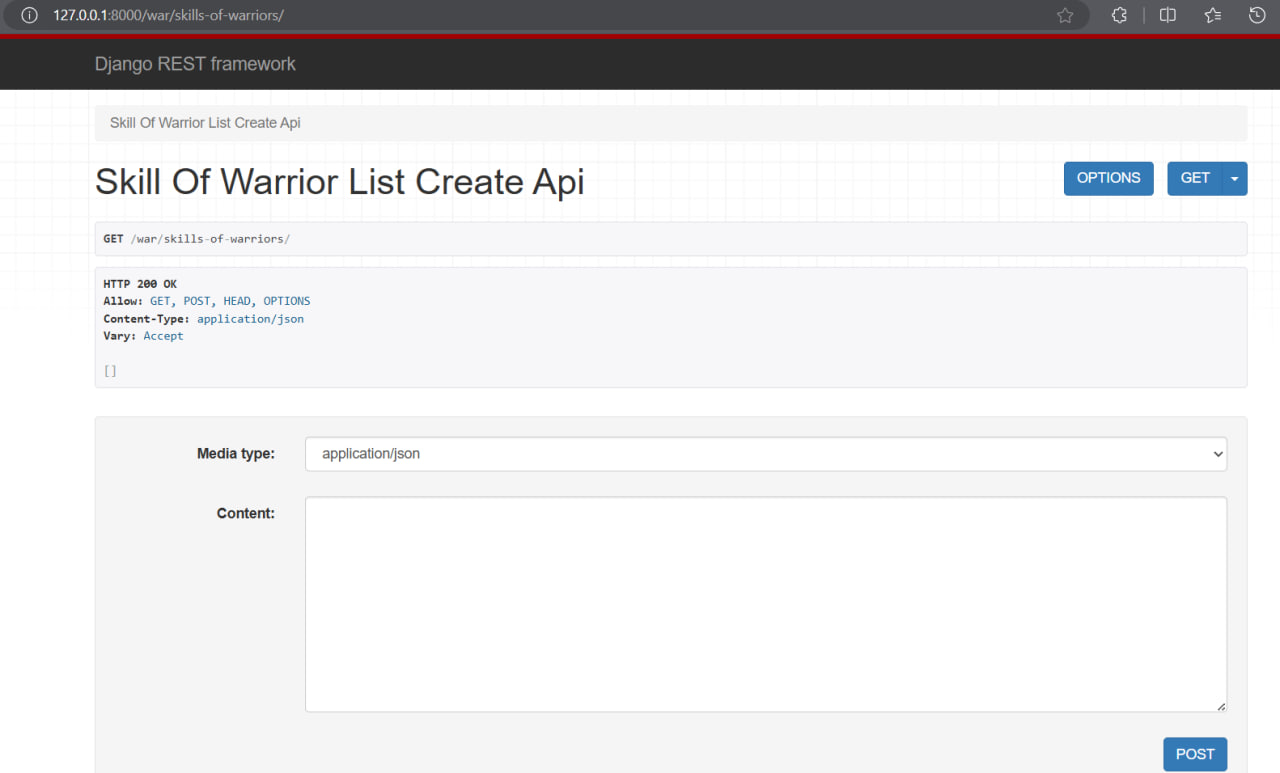 127.0.0.1:8000/war/skills-of-warriors/
Django REST framework
Skill Of Warrior List Create Api
Skill Of Warrior List Create Api
OPTIONS
GET
GET /war/skills-of-warriors/
HTTP 200 OK
Allow: GET, POST, HEAD, OPTIONS
Content-Type: application/json
Vary: Accept
[]
Media type:
application/json
Content:
POST